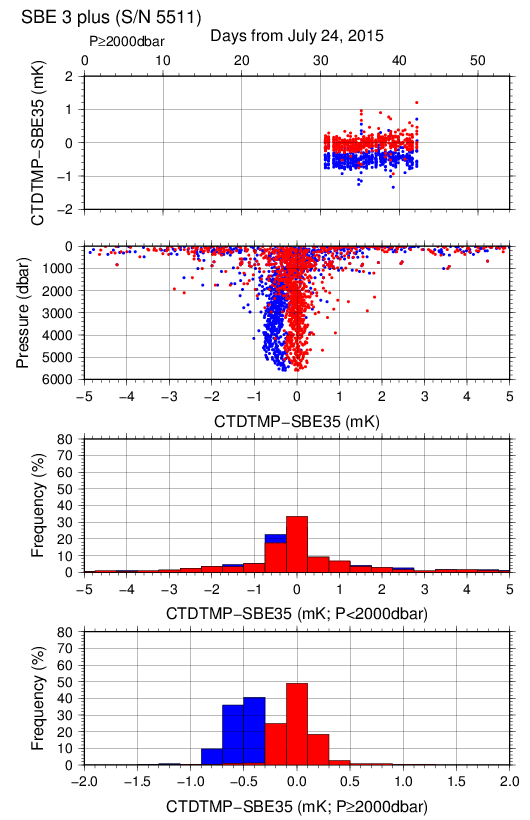 SBE 3 plus (S/N 5511)
P≥2000dbar
Days from July 24, 2015
0 10 20 30 40 50
CTDTMP−SBE35 (mK)
2
1
0
−1
−2
Pressure (dbar)
0
1000
2000
3000
4000
5000
6000
−5 −4 −3 −2 −1 0 1 2 3 4 5
CTDTMP−SBE35 (mK)
Frequency (%)
80
70
60
50
40
30
20
10
0
−5 −4 −3 −2 −1 0 1 2 3 4 5
CTDTMP−SBE35 (mK; P<2000dbar)
Frequency (%)
80
70
60
50
40
30
20
10
0
−2.0 −1.5 −1.0 −0.5 0.0 0.5 1.0 1.5 2.0
CTDTMP−SBE35 (mK; P≥2000dbar)